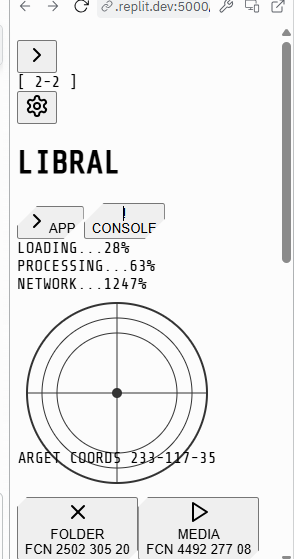 .replit.dev:5000,
[ 2-2 ]
LIBRAL
APP
CONSOLF
LOADING...28%
PROCESSING...63%
NETWORK...1247%
ARGET COORDS 233-117-35
FOLDER
MEDIA
FCN 2502 305 20
FCN 4492 277 08